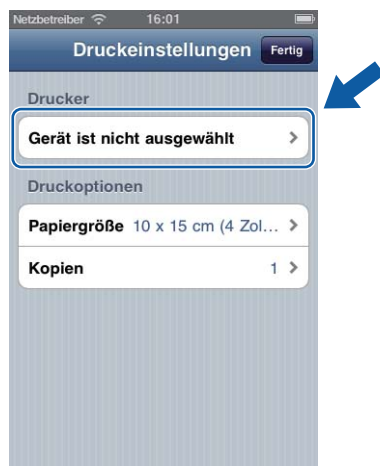 Netzbetreiber 16:01
Druckeinstellungen Fertig
Drucker
Gerät ist nicht ausgewählt
Druckoptionen
Papiergröße 10 x 15 cm (4 Zol...
Kopien 1